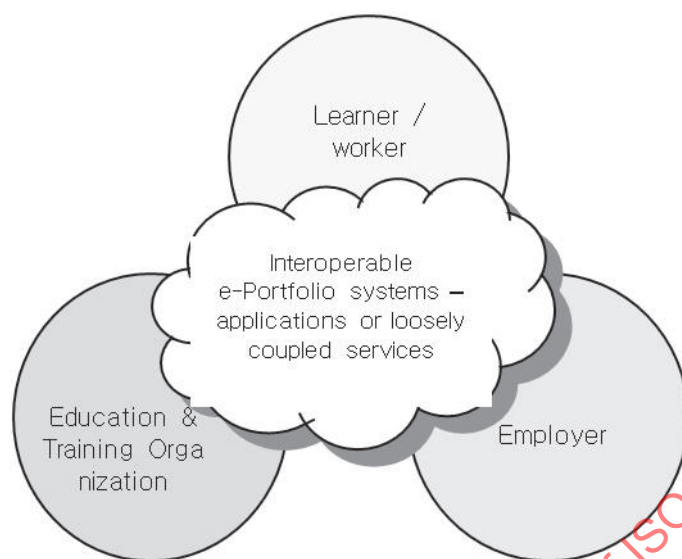 Learner /
worker
Interoperable
e-Portfolio systems –
applications or loosely
coupled services
Education &
Training Orga
nization
Employer